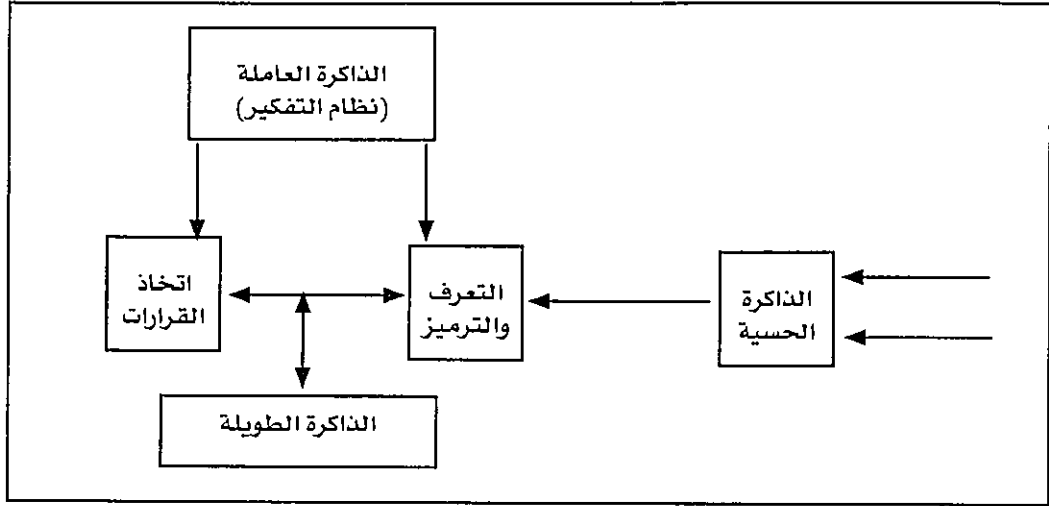 الذاكرة العاملة
(نظام التفكير)
الذاكرة
الحسية
التعرف
والترميز
اتخاذ
القرارات
الذاكرة الطويلة